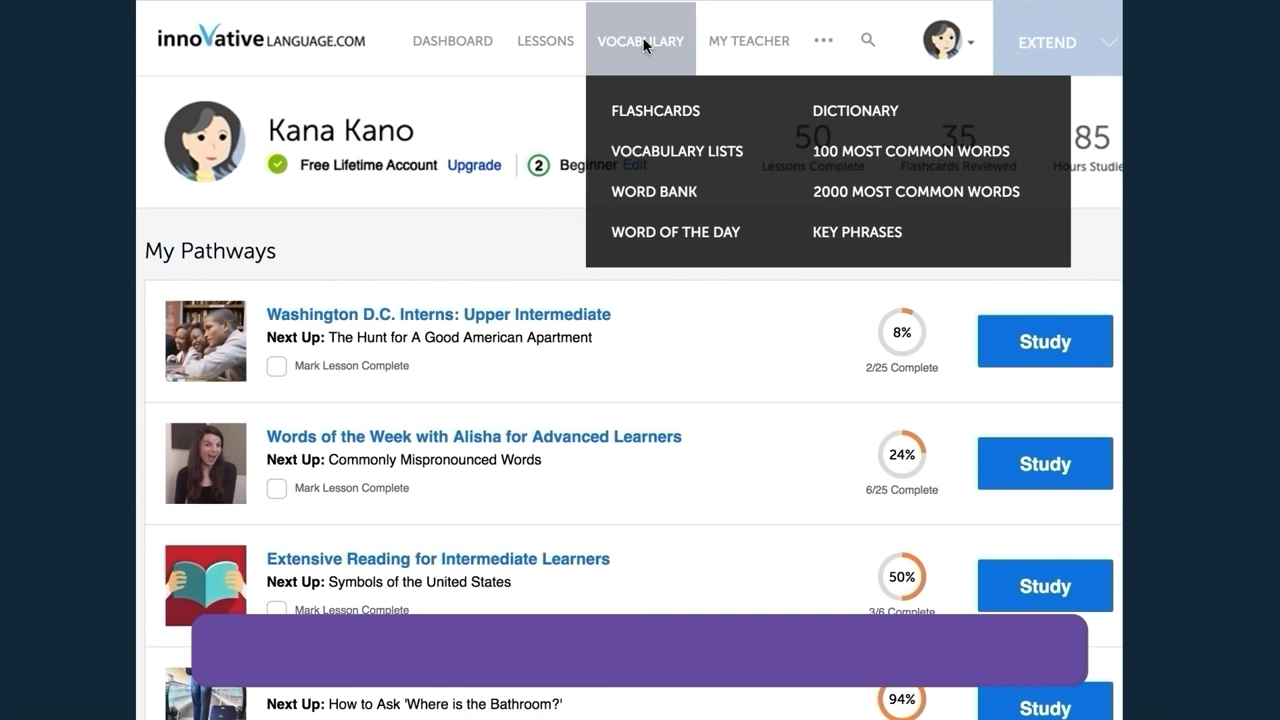 innovative LANGUAGE.COM
DASHBOARD
LESSONS
VOCABULARY
MY TEACHER
EXTEND
FLASHCARDS
DICTIONARY
VOCABULARY LISTS
100 MOST COMMON WORDS
WORD BANK
2000 MOST COMMON WORDS
WORD OF THE DAY
KEY PHRASES
Kana Kano
Free Lifetime Account Upgrade
2 Beginner Edit
50
Lessons Complete
35
Flashcards Reviewed
85
Hours Studie
My Pathways
Washington D.C. Interns: Upper Intermediate
Next Up: The Hunt for A Good American Apartment
Mark Lesson Complete
8%
2/25 Complete
Study
Words of the Week with Alisha for Advanced Learners
Next Up: Commonly Mispronounced Words
Mark Lesson Complete
24%
6/25 Complete
Study
Extensive Reading for Intermediate Learners
Next Up: Symbols of the United States
Mark Lesson Complete
50%
3/6 Complete
Study
Next Up: How to Ask 'Where is the Bathroom?'
94%
Study